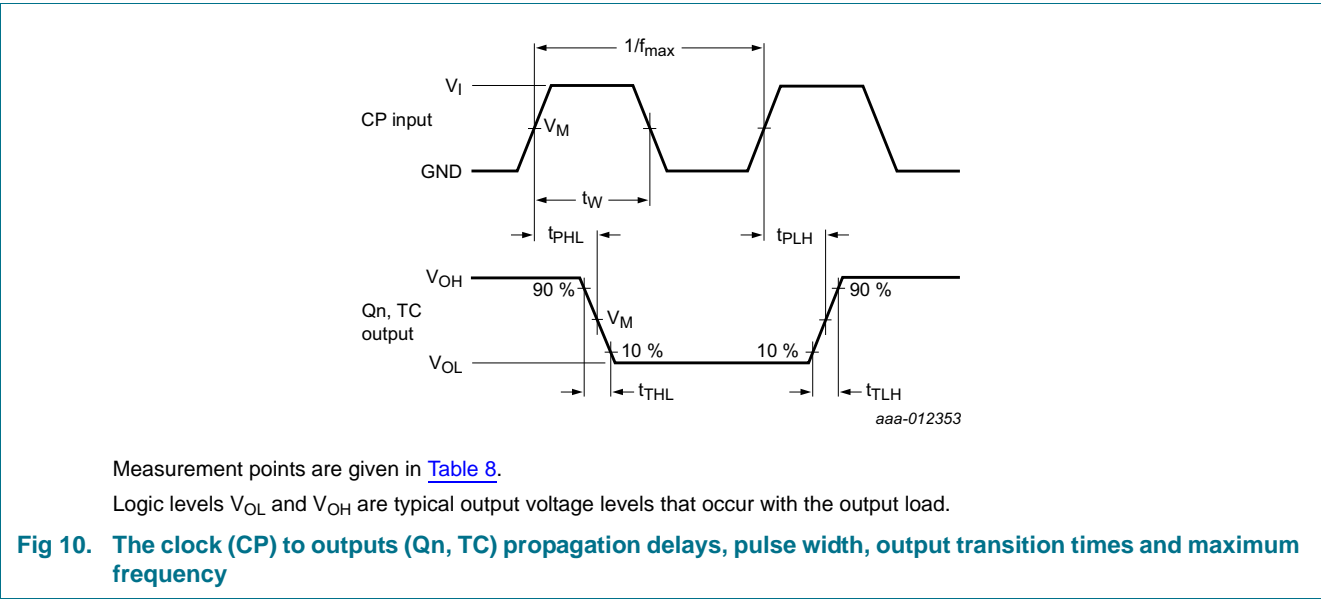 1/fmax
VI
CP input
VM
GND
tW
tPHL
tPLH
VOH
90 %
90 %
Qn, TC
output
VM
10 %
10 %
VOL
tTHL
tTLH
aaa-012353
Measurement points are given in Table 8.
Logic levels VOL and VOH are typical output voltage levels that occur with the output load.
Fig 10. The clock (CP) to outputs (Qn, TC) propagation delays, pulse width, output transition times and maximum
frequency